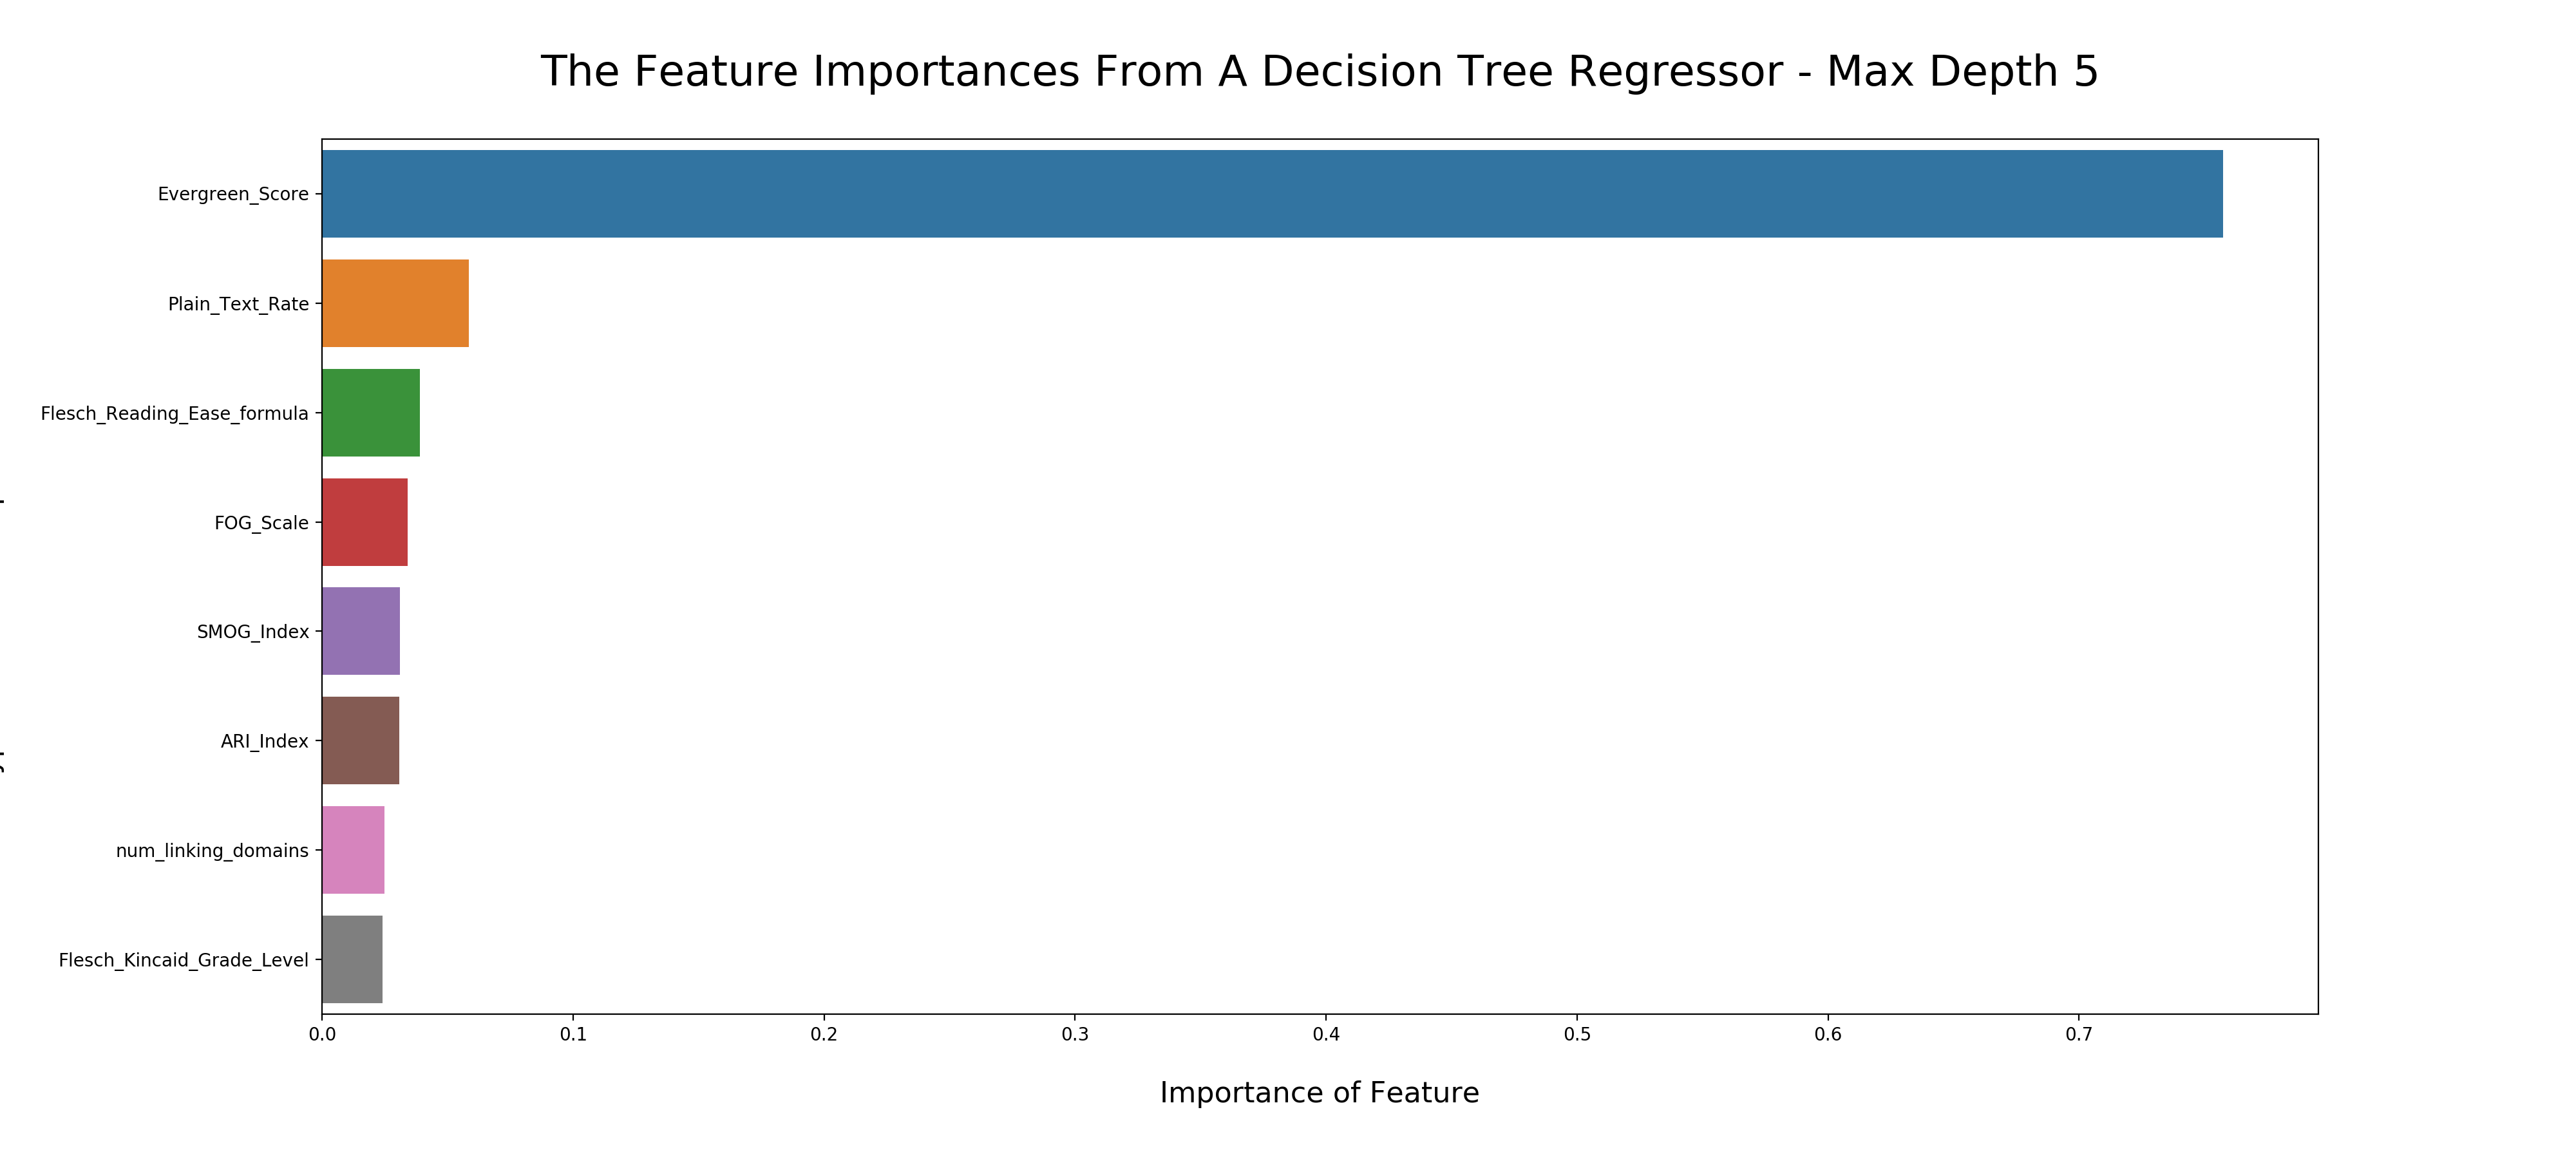 The Feature Importances From A Decision Tree Regressor - Max Depth 5
Evergreen_Score
Plain_Text_Rate
Flesch_Reading_Ease_formula
FOG_Scale
SMOG_Index
ARI_Index
num_linking_domains
Flesch_Kincaid_Grade_Level
0.0 0.1 0.2 0.3 0.4 0.5 0.6 0.7
Importance of Feature